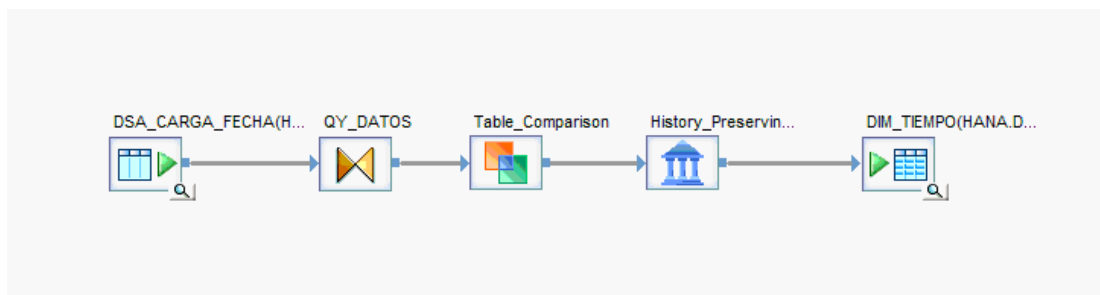 DSA_CARGA_FECHA(H...
QY_DATOS
Table_Comparison
History_Preservin...
DIM_TIEMPO(HANA.D...